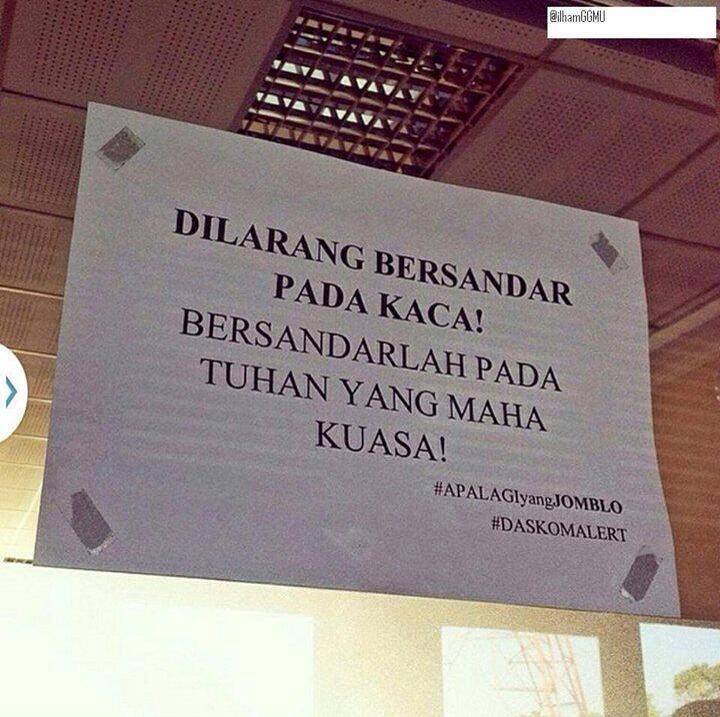 @ilhamGGMU
DILARANG BERSANDAR
PADA KACA!
BERSANDARLAH PADA
TUHAN YANG MAHA
KUASA!
#APALAGIyangJOMBLO
#DASKOMALERT